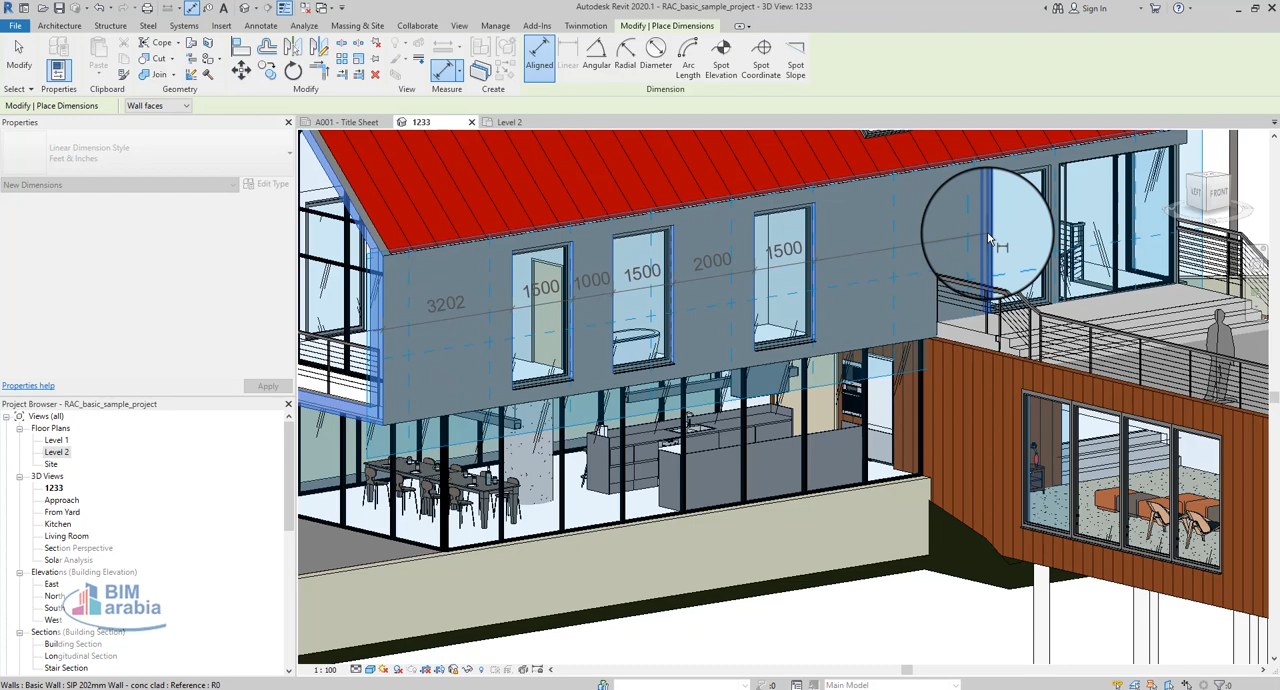 Autodesk Revit 2020.1 - RAC_basic_sample_project - 3D View: 1233
Sign In
File Architecture Structure Steel Systems Insert Annotate Analyze Massing & Site Collaborate View Manage Add-Ins Twinmotion Modify | Place Dimensions
Modify
Paste
Cope
Cut
Join
Aligned
Linear
Angular
Radial
Diameter
Arc Length
Spot Elevation
Spot Coordinate
Spot Slope
Select Properties Clipboard Geometry Modify View Measure Create Dimension
Modify | Place Dimensions Wall faces
Properties
A001 - Title Sheet
1233
Level 2
Linear Dimension Style
Feet & Inches
New Dimensions
Edit Type
LEFT
FRONT
3202
1500
1000
1500
2000
1500
Properties help
Apply
Project Browser - RAC_basic_sample_project
Views (all)
Floor Plans
Level 1
Level 2
Site
3D Views
1233
Approach
From Yard
Kitchen
Living Room
Section Perspective
Solar Analysis
Elevations (Building Elevation)
East
West
Sections (Building Section)
Building Section
Longitudinal Section
Stair Section
BIM
arabia
1 : 100
Walls : Basic Wall : SIP 202mm Wall - conc clad : Reference : R0
:0
Main Model
:0